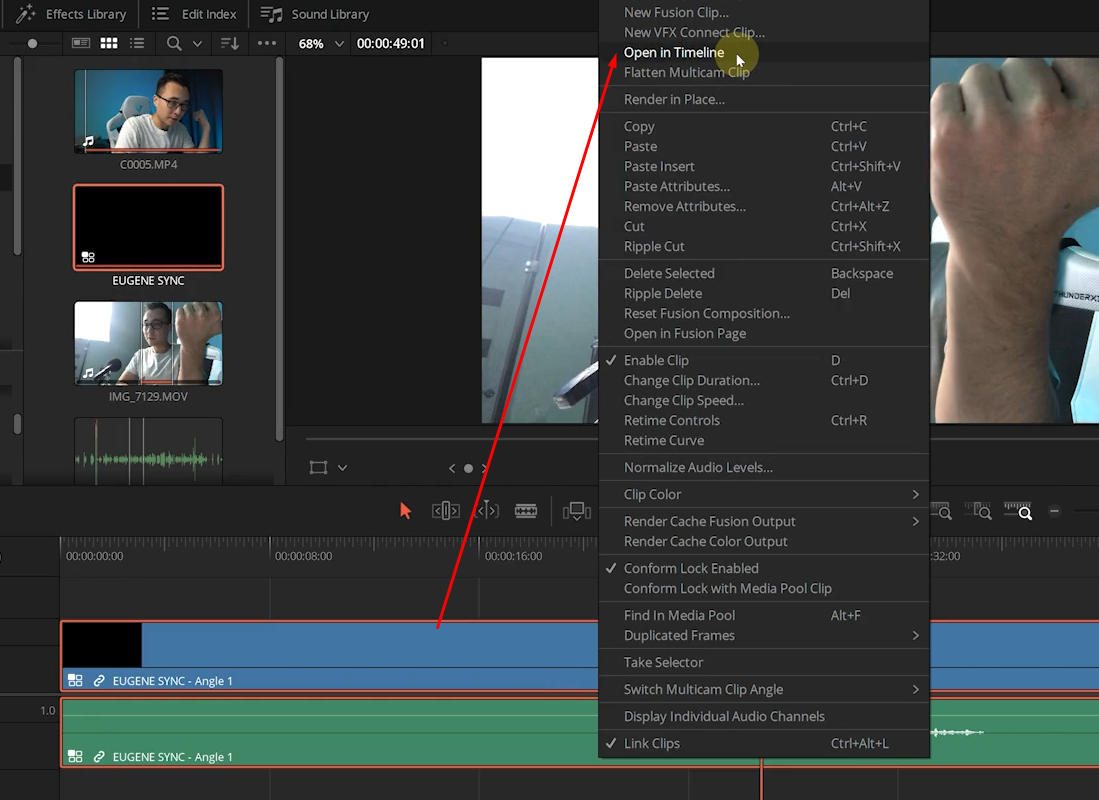 Effects Library
Edit Index
Sound Library
68%
00:00:49:01
C0005.MP4
EUGENE SYNC
IMG_7129.MOV
New Fusion Clip...
New VFX Connect Clip...
Open in Timeline
Flatten Multicam Clip
Render in Place...
Copy Ctrl+C
Paste Ctrl+V
Paste Insert Ctrl+Shift+V
Paste Attributes... Alt+V
Remove Attributes... Ctrl+Alt+Z
Cut Ctrl+X
Ripple Cut Ctrl+Shift+X
Delete Selected Backspace
Ripple Delete Del
Reset Fusion Composition...
Open in Fusion Page
Enable Clip D
Change Clip Duration... Ctrl+D
Change Clip Speed...
Retime Controls Ctrl+R
Retime Curve
Normalize Audio Levels...
Clip Color
Render Cache Fusion Output
Render Cache Color Output
Conform Lock Enabled
Conform Lock with Media Pool Clip
Find In Media Pool Alt+F
Duplicated Frames
Take Selector
Switch Multicam Clip Angle
Display Individual Audio Channels
Link Clips Ctrl+Alt+L
THUNDERX
00:00:00:00
00:00:08:00
00:00:16:00
:32:00
EUGENE SYNC - Angle 1
1.0
EUGENE SYNC - Angle 1